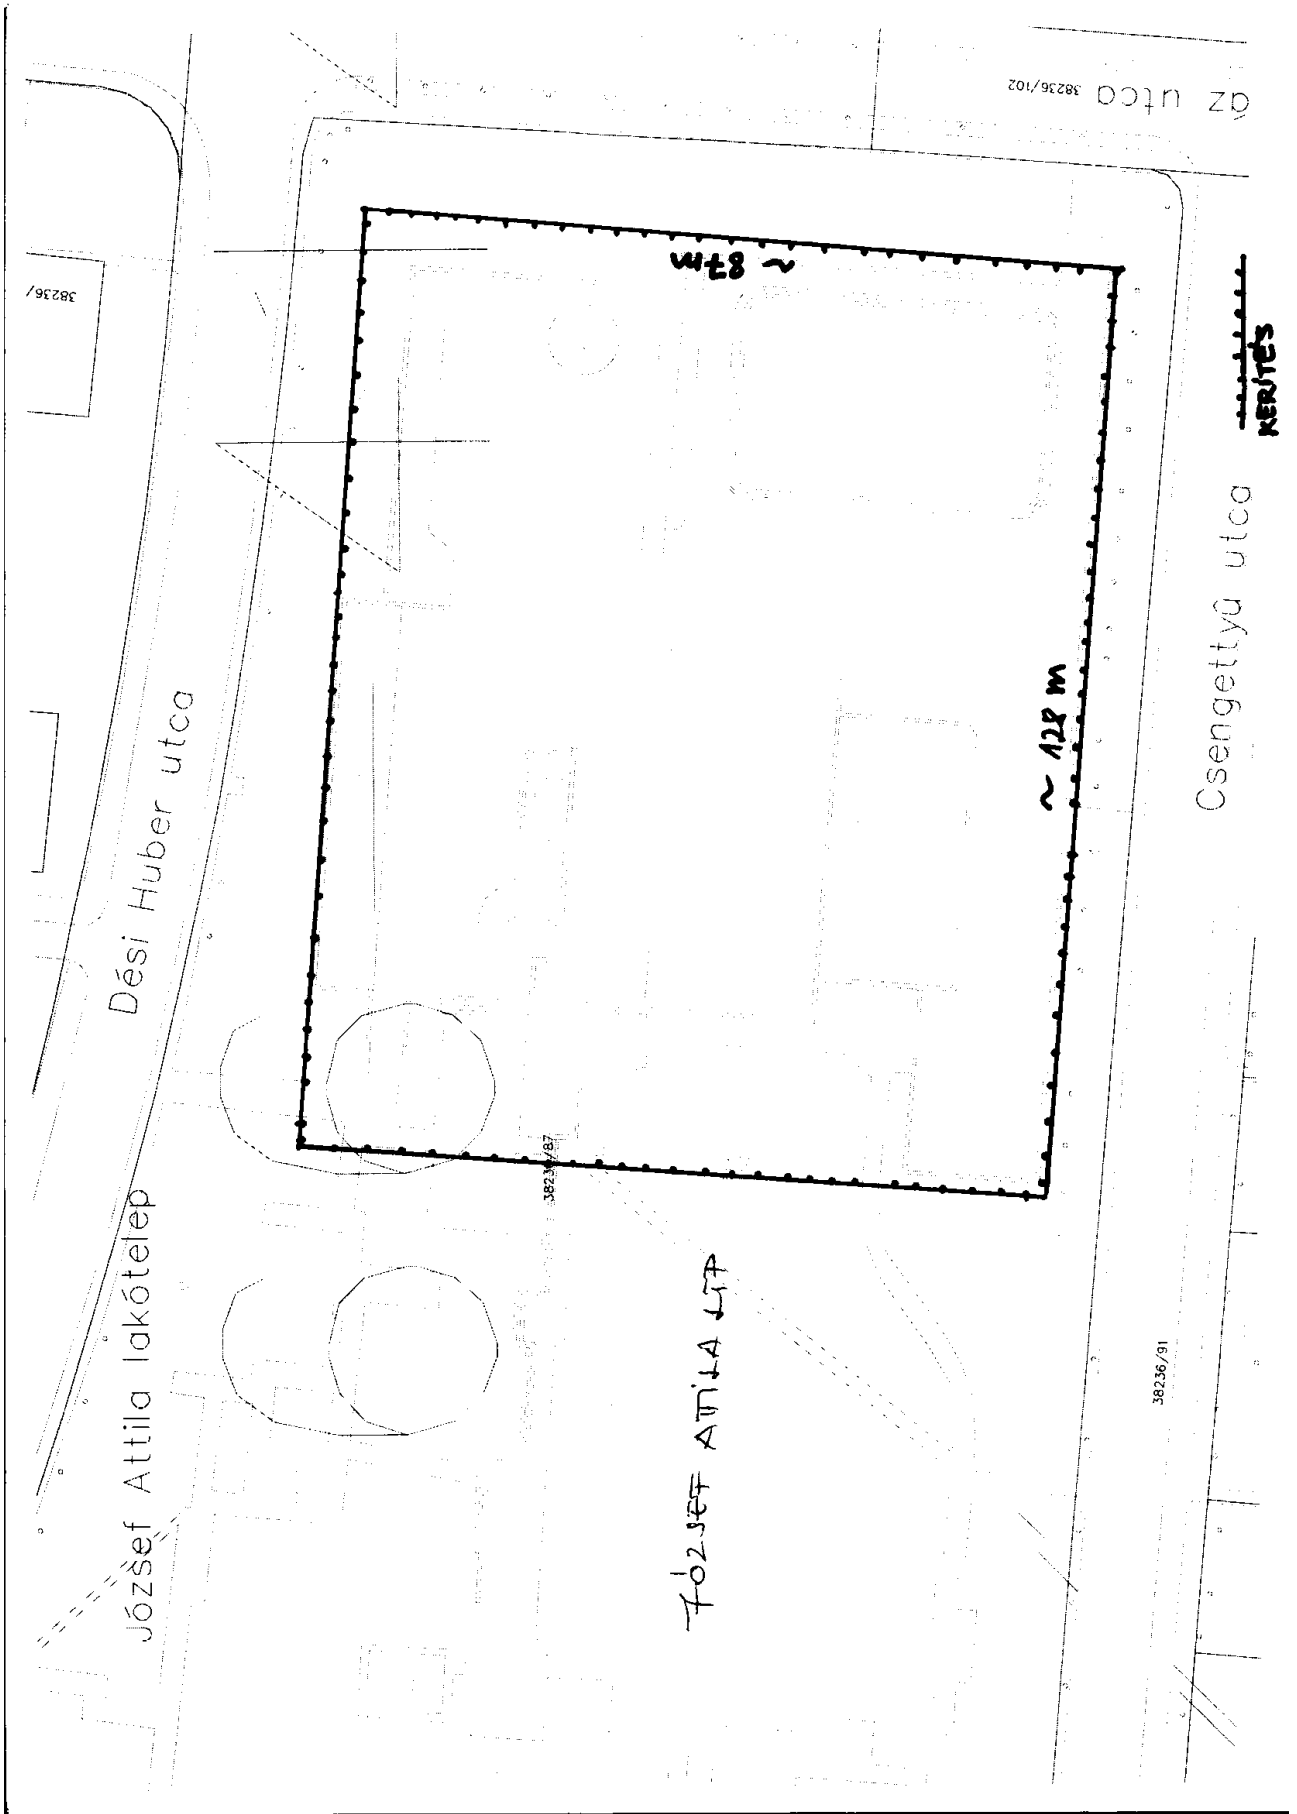 38236/
38236/102
áz utca
~ 87m
KERÍTÉS
Dési Huber utca
Csengettyű utca
~ 128 m
38236/87
József Attila lakótelep
JÓZSEF ATTILA LTP
38236/91